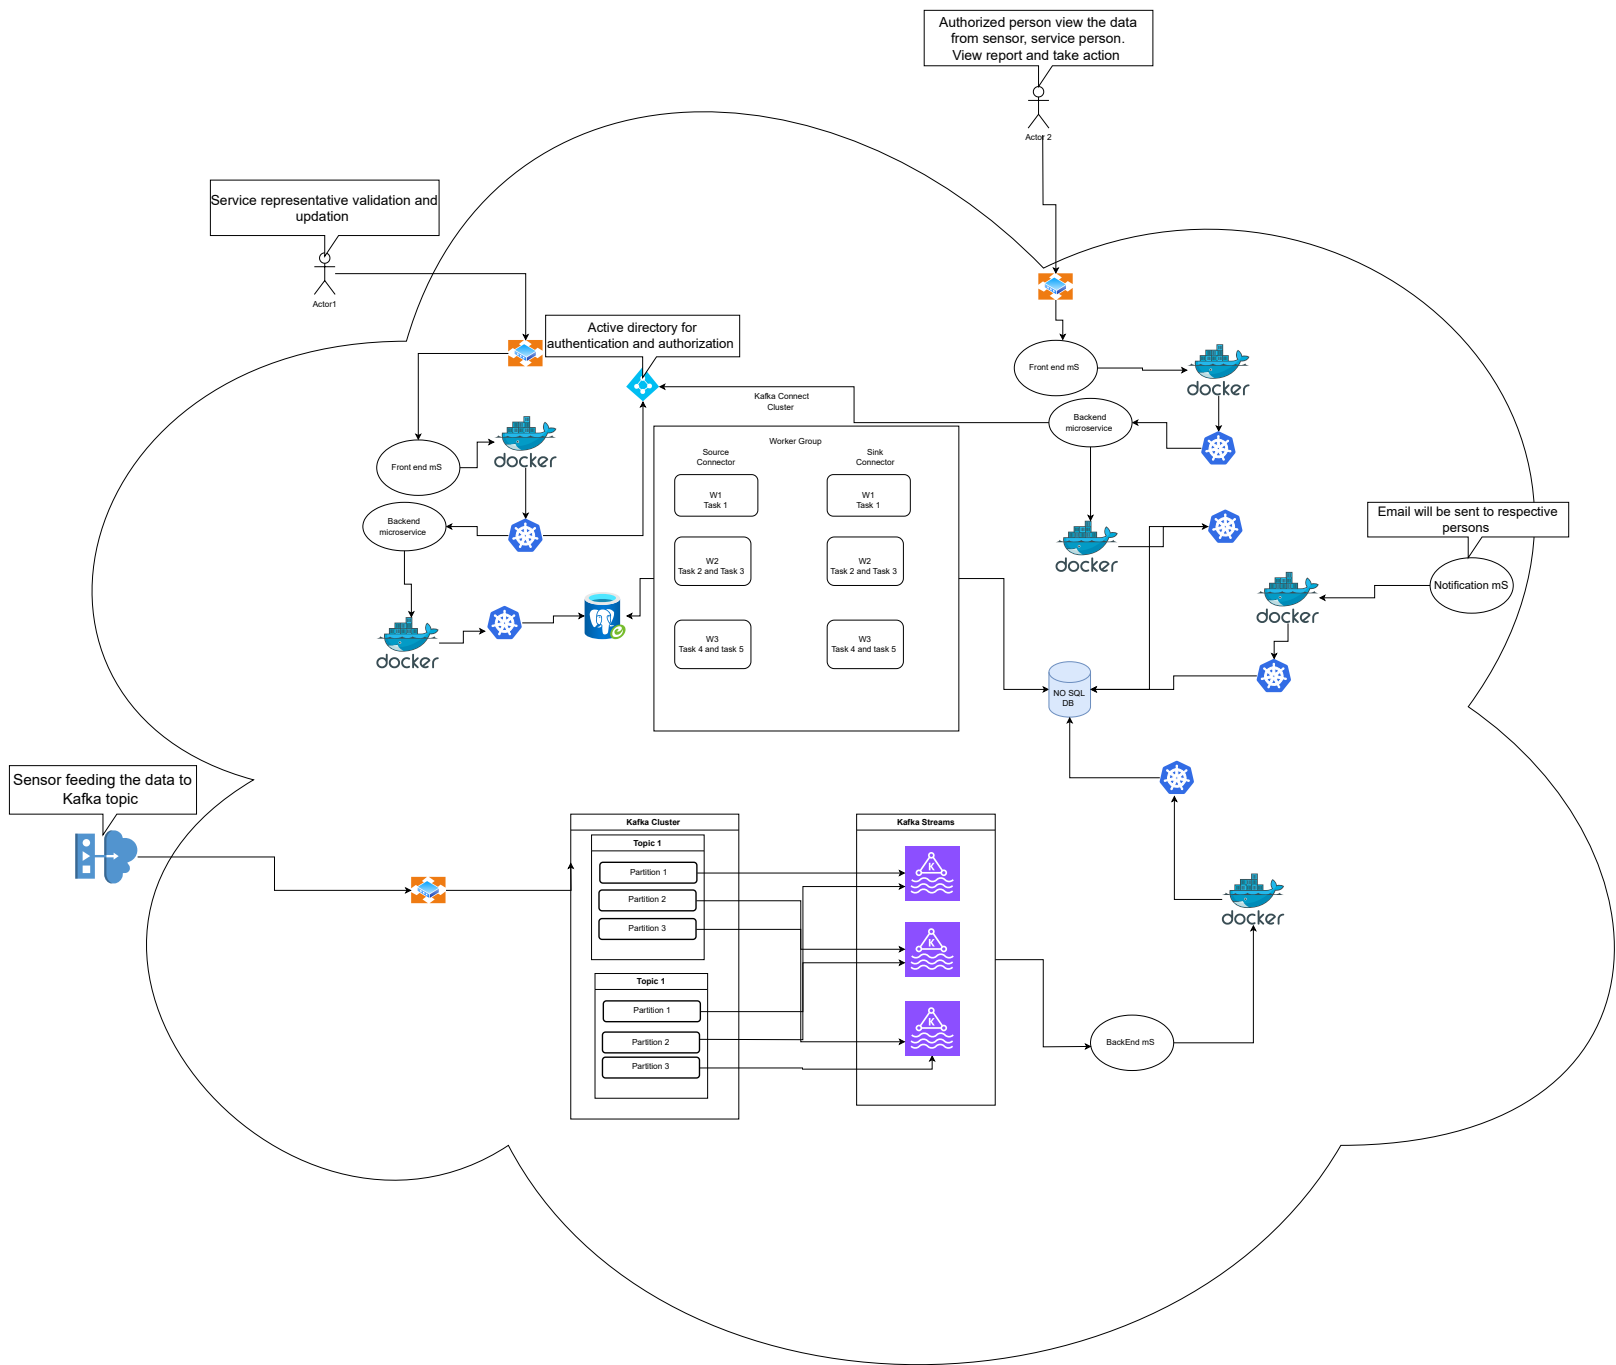 Authorized person view the data
from sensor, service person.
View report and take action
Actor 2
Service representative validation and
updation
Actor1
Active directory for
authentication and authorization
Front end mS
docker
Backend
microservice
docker
Kafka Connect
Cluster
Worker Group
Source
Connector
Sink
Connector
W1
Task 1
W1
Task 1
W2
Task 2 and Task 3
W2
Task 2 and Task 3
W3
Task 4 and task 5
W3
Task 4 and task 5
Front end mS
docker
Backend
microservice
docker
Email will be sent to respective
persons
Notification mS
docker
NO SQL
DB
Sensor feeding the data to
Kafka topic
Kafka Cluster
Topic 1
Partition 1
Partition 2
Partition 3
Topic 1
Partition 1
Partition 2
Partition 3
Kafka Streams
K
K
K
docker
BackEnd mS